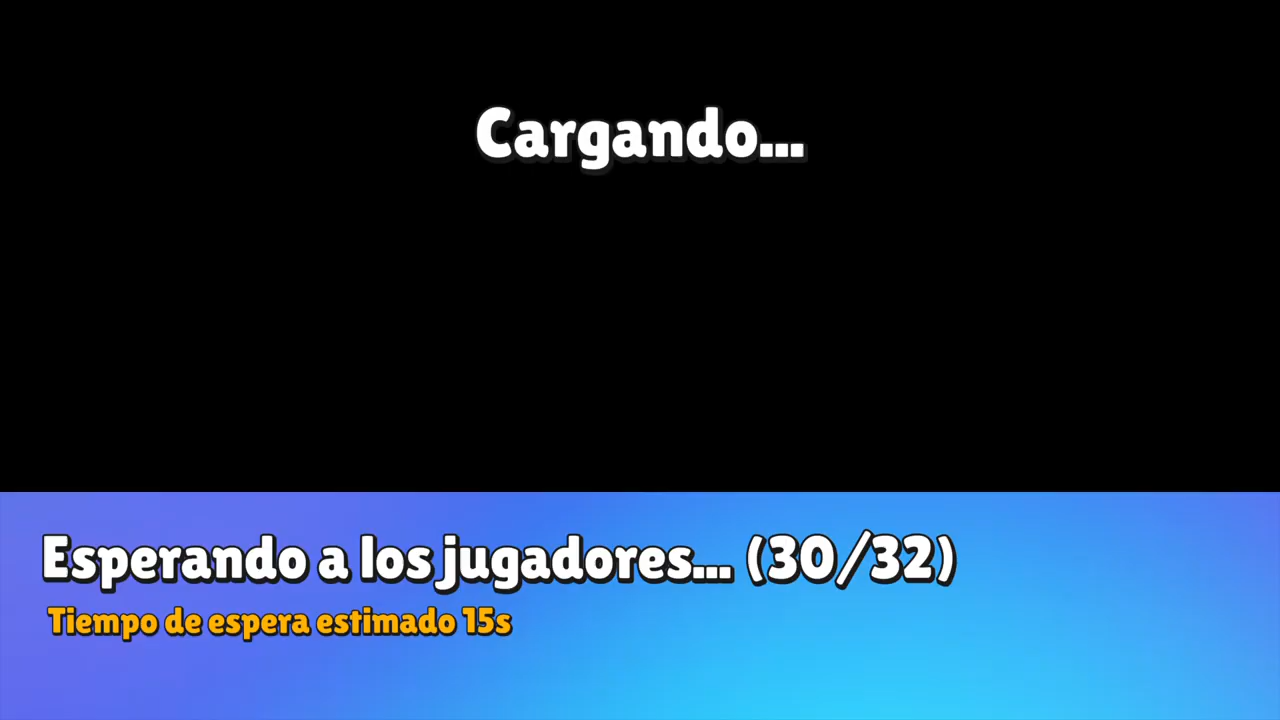 Cargando...
Esperando a los jugadores... (30/32)
Tiempo de espera estimado 15s